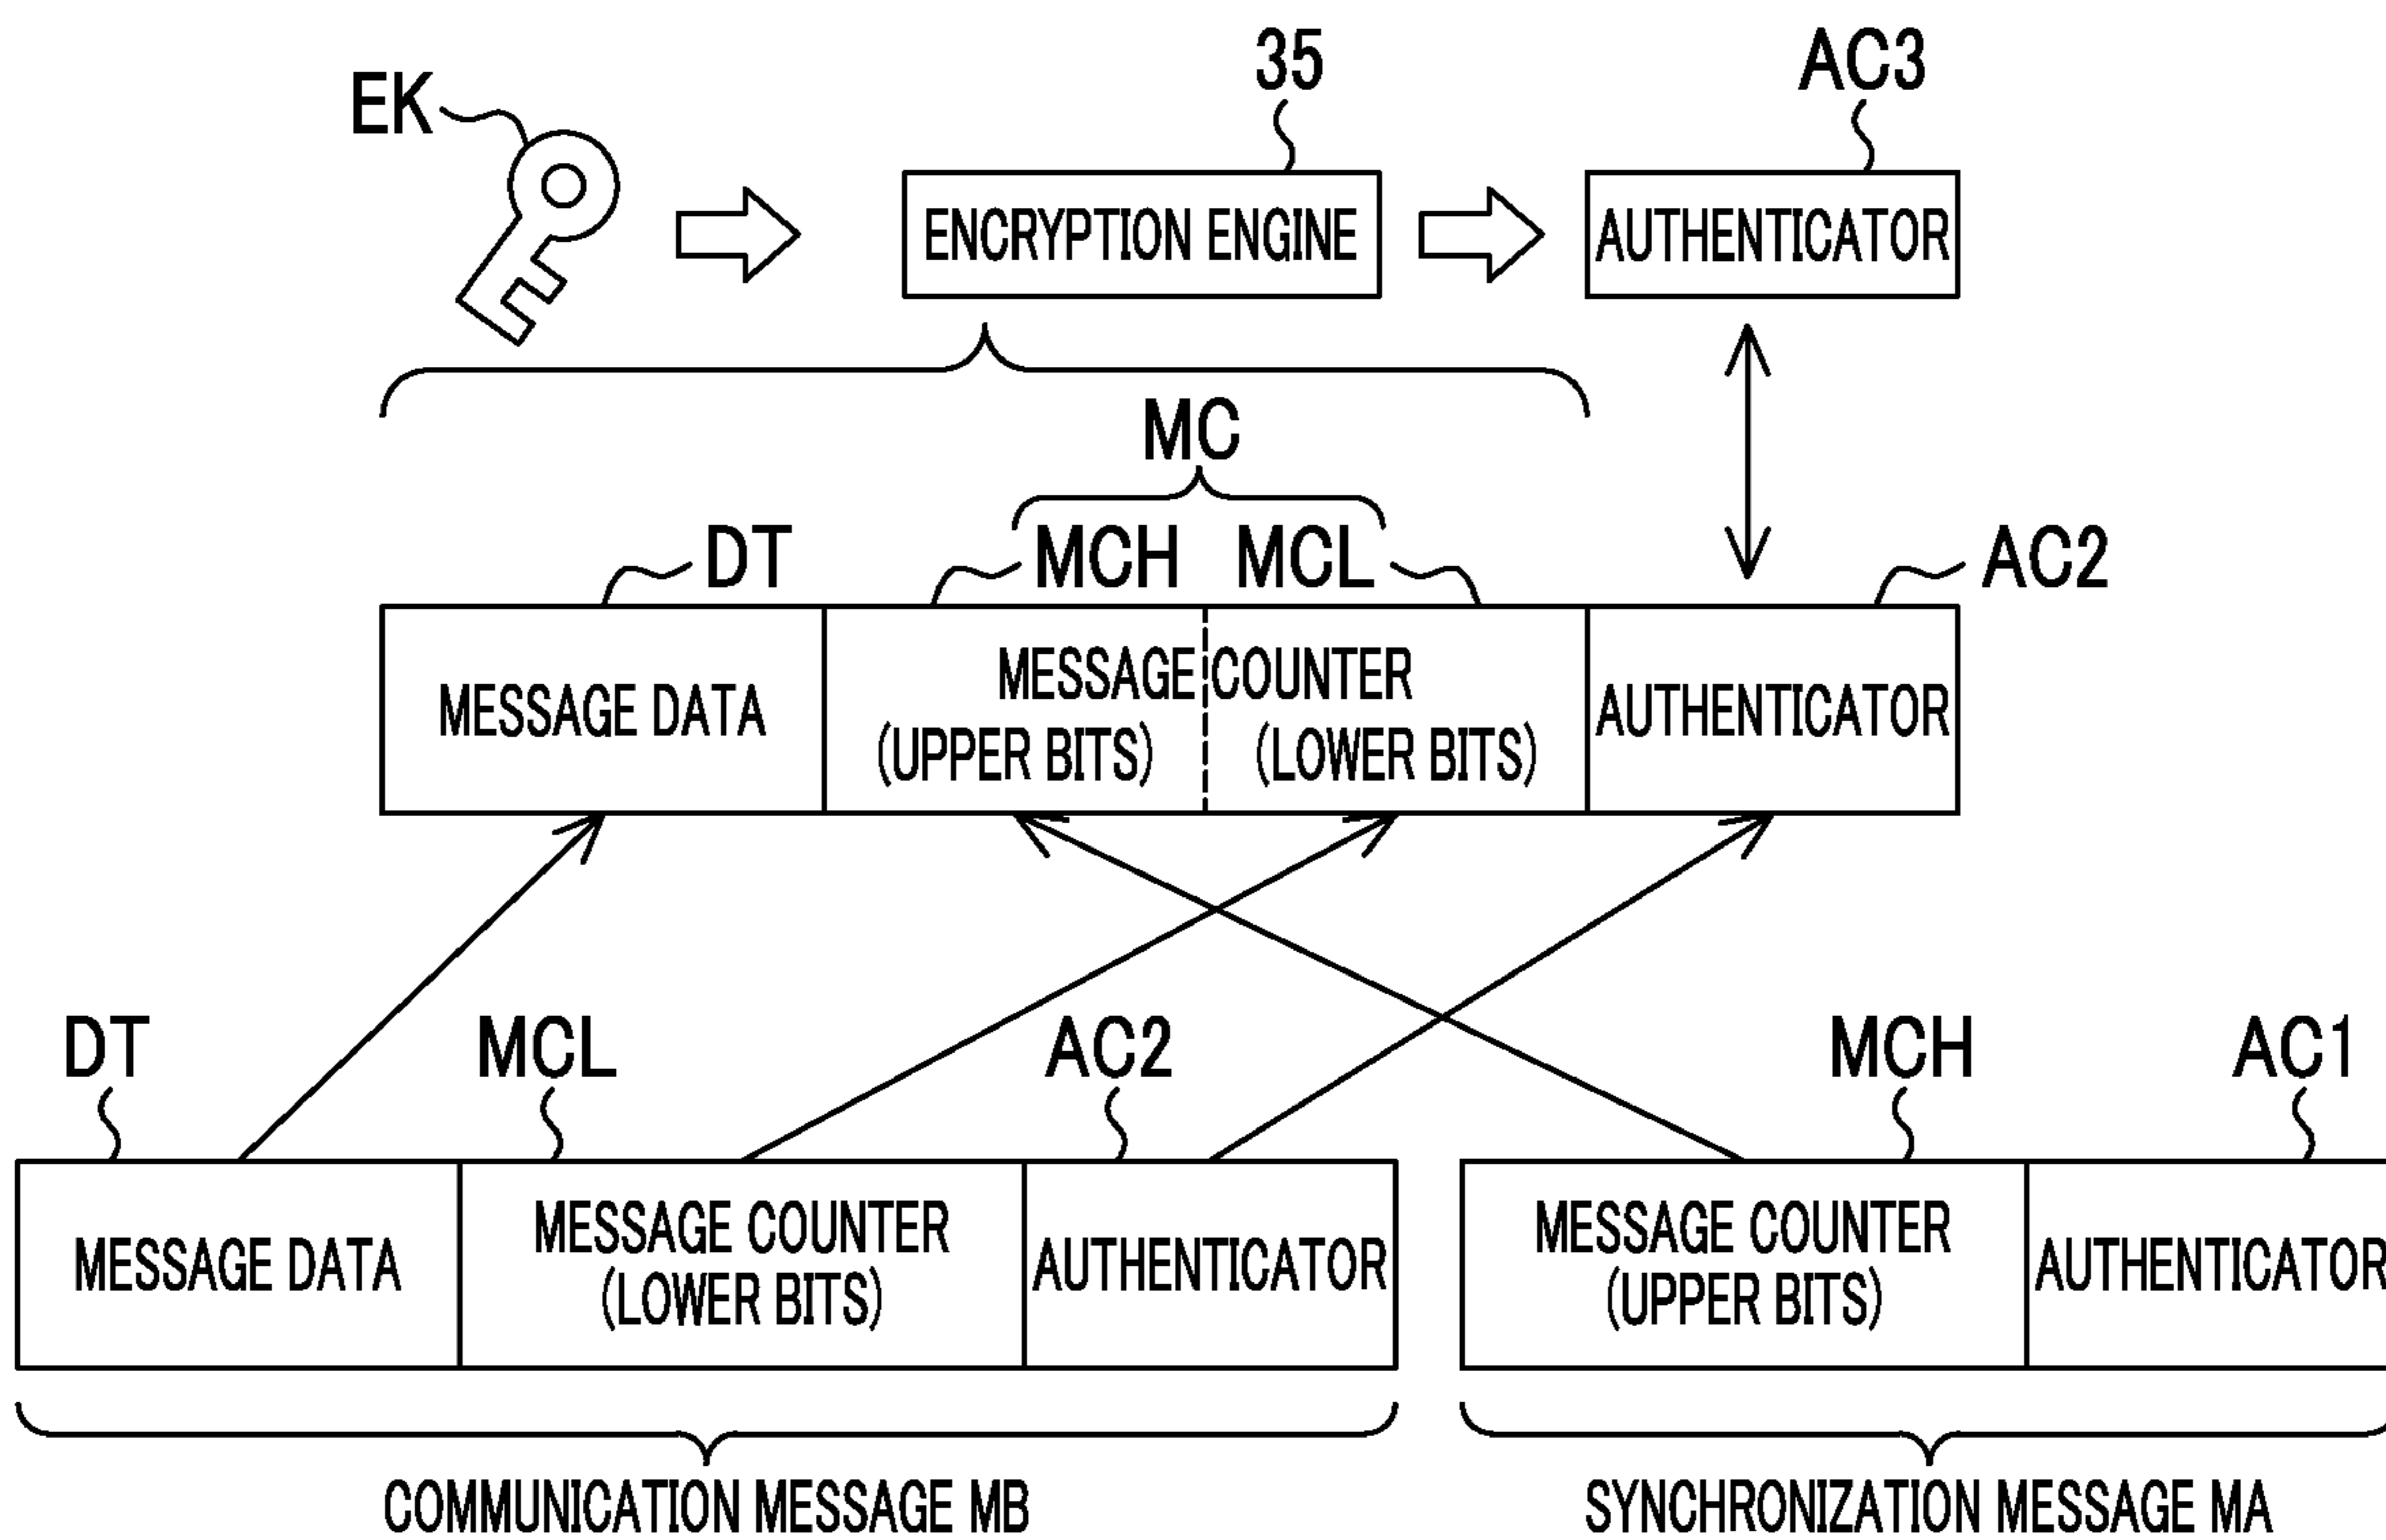 35
AC3
EK
ENCRYPTION ENGINE
AUTHENTICATOR
MC
DT
MCH
MCL
AC2
MESSAGE DATA
MESSAGE COUNTER
(UPPER BITS)
(LOWER BITS)
AUTHENTICATOR
DT
MCL
AC2
MCH
AC1
MESSAGE DATA
MESSAGE COUNTER
(LOWER BITS)
AUTHENTICATOR
MESSAGE COUNTER
(UPPER BITS)
AUTHENTICATOR
COMMUNICATION MESSAGE MB
SYNCHRONIZATION MESSAGE MA